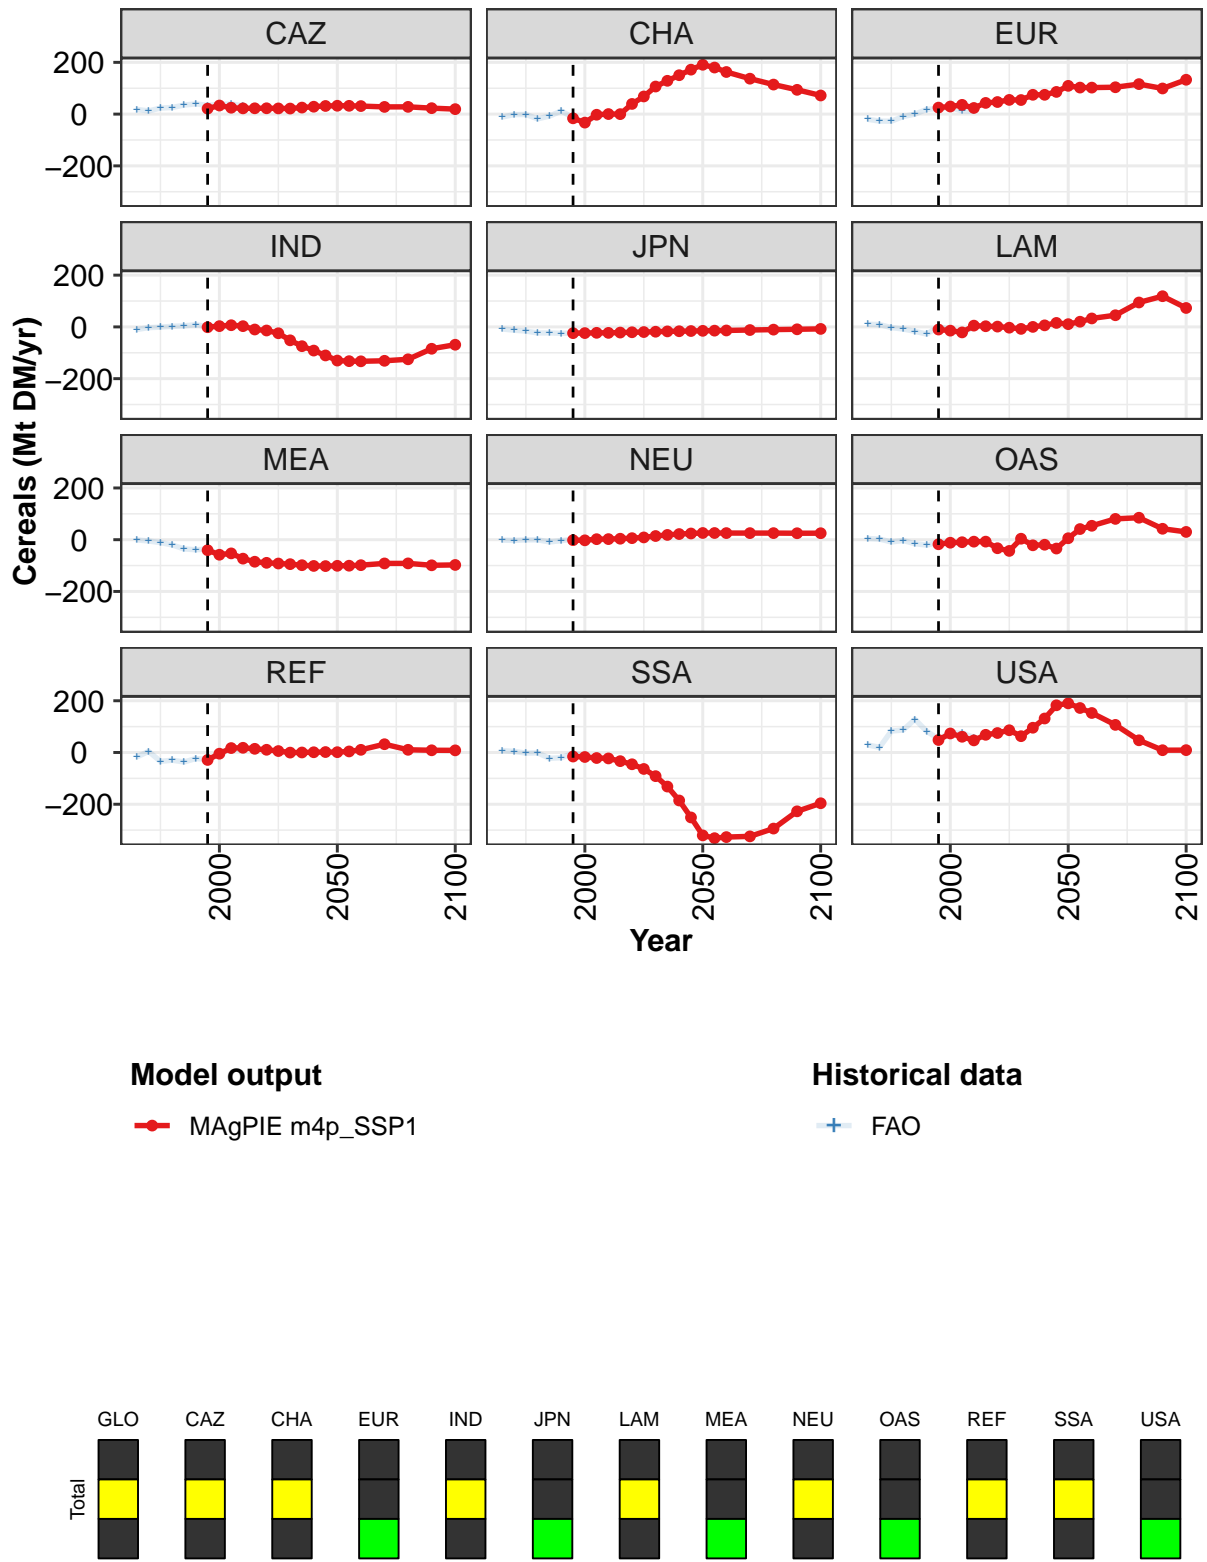 CAZ CHA EUR
200
0
−200
IND JPN LAM
200
0
−200
MEA NEU OAS
200
0
−200
REF SSA USA
200
0
−200
Cereals (Mt DM/yr)
2000 2050 2100 2000 2050 2100 2000 2050 2100
Year
Model output Historical data
MAgPIE m4p_SSP1 FAO
GLO CAZ CHA EUR IND JPN LAM MEA NEU OAS REF SSA USA
Total